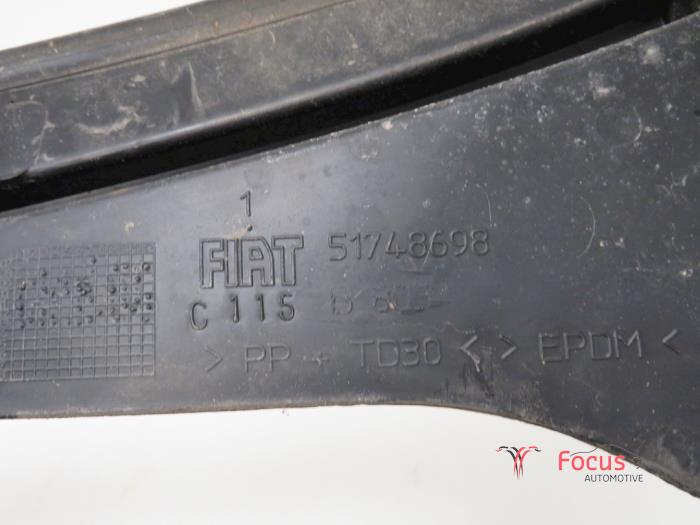 1
FIAT 51748698
C 115
> PP + TD30 < > EPDM <
Focus
AUTOMOTIVE